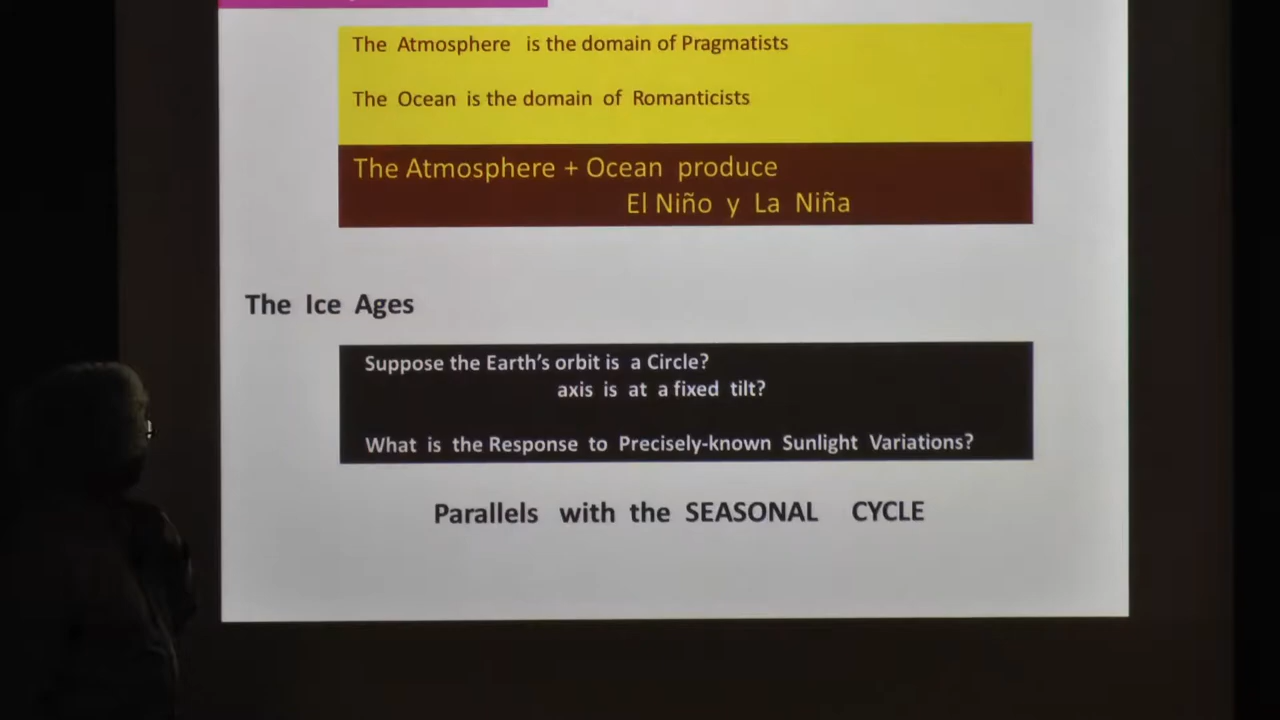 The Atmosphere is the domain of Pragmatists
The Ocean is the domain of Romanticists
The Atmosphere + Ocean produce
El Niño y La Niña
The Ice Ages
Suppose the Earth's orbit is a Circle?
axis is at a fixed tilt?
What is the Response to Precisely-known Sunlight Variations?
Parallels with the SEASONAL CYCLE